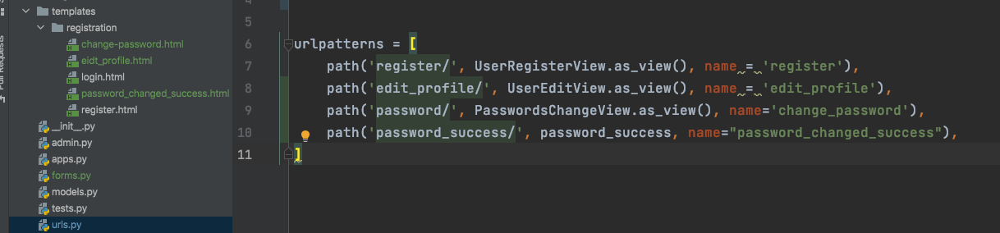 templates
registration
change-password.html
eidt_profile.html
login.html
password_changed_success.html
register.html
__init__.py
admin.py
apps.py
forms.py
models.py
tests.py
urls.py
Pull Requests
5
6 urlpatterns = [
7 path('register/', UserRegisterView.as_view(), name = 'register'),
8 path('edit_profile/', UserEditView.as_view(), name = 'edit_profile'),
9 path('password/', PasswordsChangeView.as_view(), name='change_password'),
10 path('password_success/', password_success, name="password_changed_success"),
11 ]